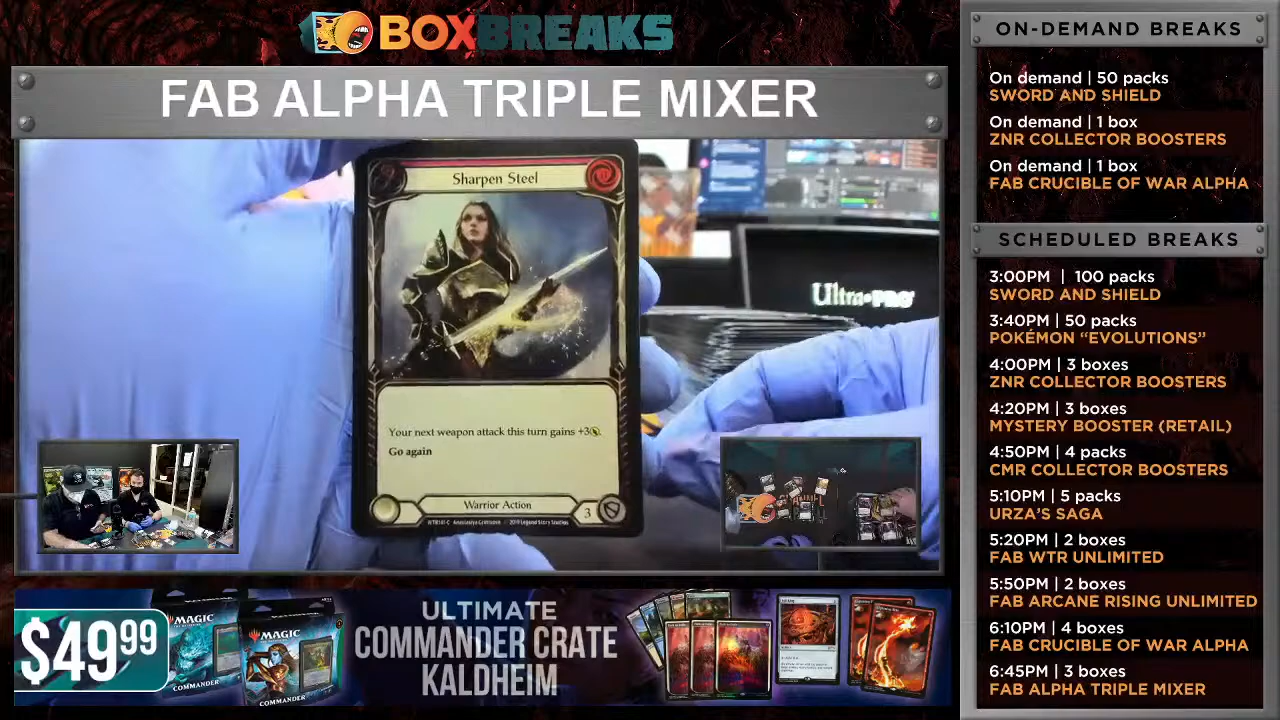 BOXBREAKS
FAB ALPHA TRIPLE MIXER
Sharpen Steel
Your next weapon attack this turn gains +3
Go again
Warrior Action
3
Ultra PRO
$49.99
MAGIC
COMMANDER
MAGIC
COMMANDER
ULTIMATE
COMMANDER CRATE
KALDHEIM
ON-DEMAND BREAKS
On demand | 50 packs
SWORD AND SHIELD
On demand | 1 box
ZNR COLLECTOR BOOSTERS
On demand | 1 box
FAB CRUCIBLE OF WAR ALPHA
SCHEDULED BREAKS
3:00PM | 100 packs
SWORD AND SHIELD
3:40PM | 50 packs
POKÉMON “EVOLUTIONS”
4:00PM | 3 boxes
ZNR COLLECTOR BOOSTERS
4:20PM | 3 boxes
MYSTERY BOOSTER (RETAIL)
4:50PM | 4 packs
CMR COLLECTOR BOOSTERS
5:10PM | 5 packs
URZA’S SAGA
5:20PM | 2 boxes
FAB WTR UNLIMITED
5:50PM | 2 boxes
FAB ARCANE RISING UNLIMITED
6:10PM | 4 boxes
FAB CRUCIBLE OF WAR ALPHA
6:45PM | 3 boxes
FAB ALPHA TRIPLE MIXER